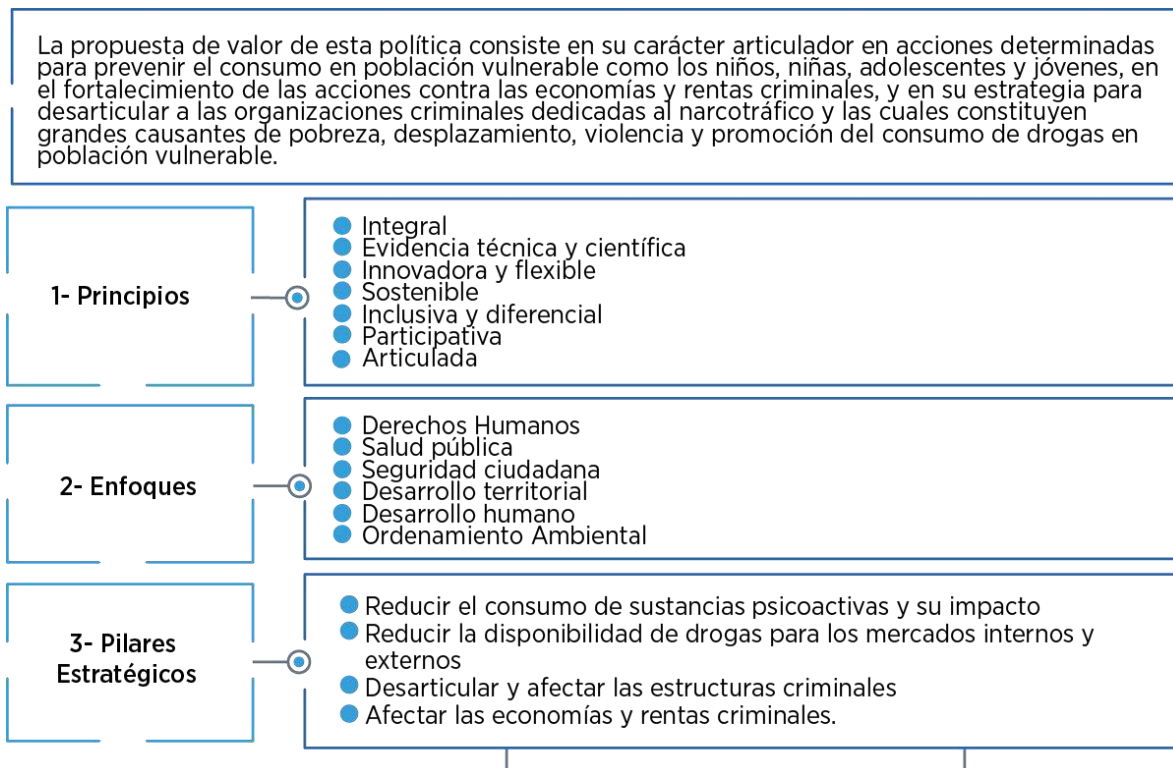 La propuesta de valor de esta política consiste en su carácter articulador en acciones determinadas
para prevenir el consumo en población vulnerable como los niños, niñas, adolescentes y jóvenes, en
el fortalecimiento de las acciones contra las economías y rentas criminales, y en su estrategia para
desarticular a las organizaciones criminales dedicadas al narcotráfico y las cuales constituyen
grandes causantes de pobreza, desplazamiento, violencia y promoción del consumo de drogas en
población vulnerable.
1- Principios
Integral
Evidencia técnica y científica
Innovadora y flexible
Sostenible
Inclusiva y diferencial
Participativa
Articulada
2- Enfoques
Derechos Humanos
Salud pública
Seguridad ciudadana
Desarrollo territorial
Desarrollo humano
Ordenamiento Ambiental
3- Pilares
Estratégicos
Reducir el consumo de sustancias psicoactivas y su impacto
Reducir la disponibilidad de drogas para los mercados internos y
externos
Desarticular y afectar las estructuras criminales
Afectar las economías y rentas criminales.